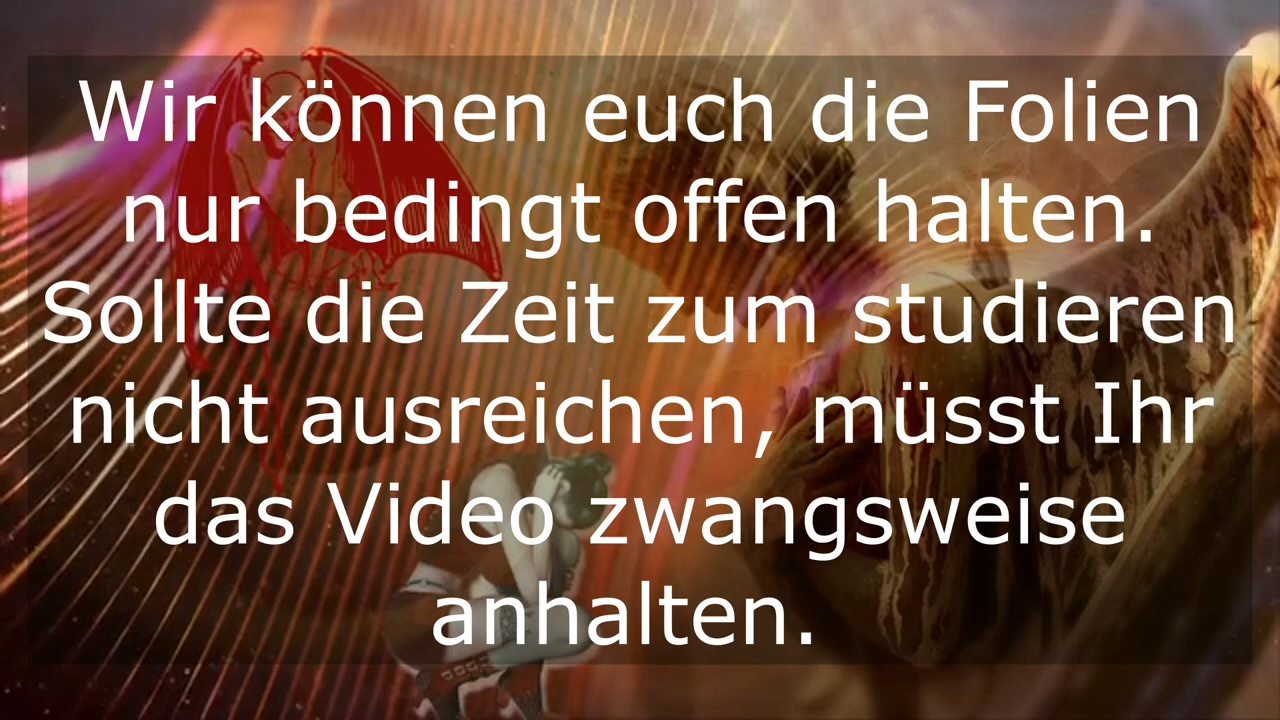 Wir können euch die Folien
nur bedingt offen halten.
Sollte die Zeit zum studieren
nicht ausreichen, müsst Ihr
das Video zwangsweise
anhalten.